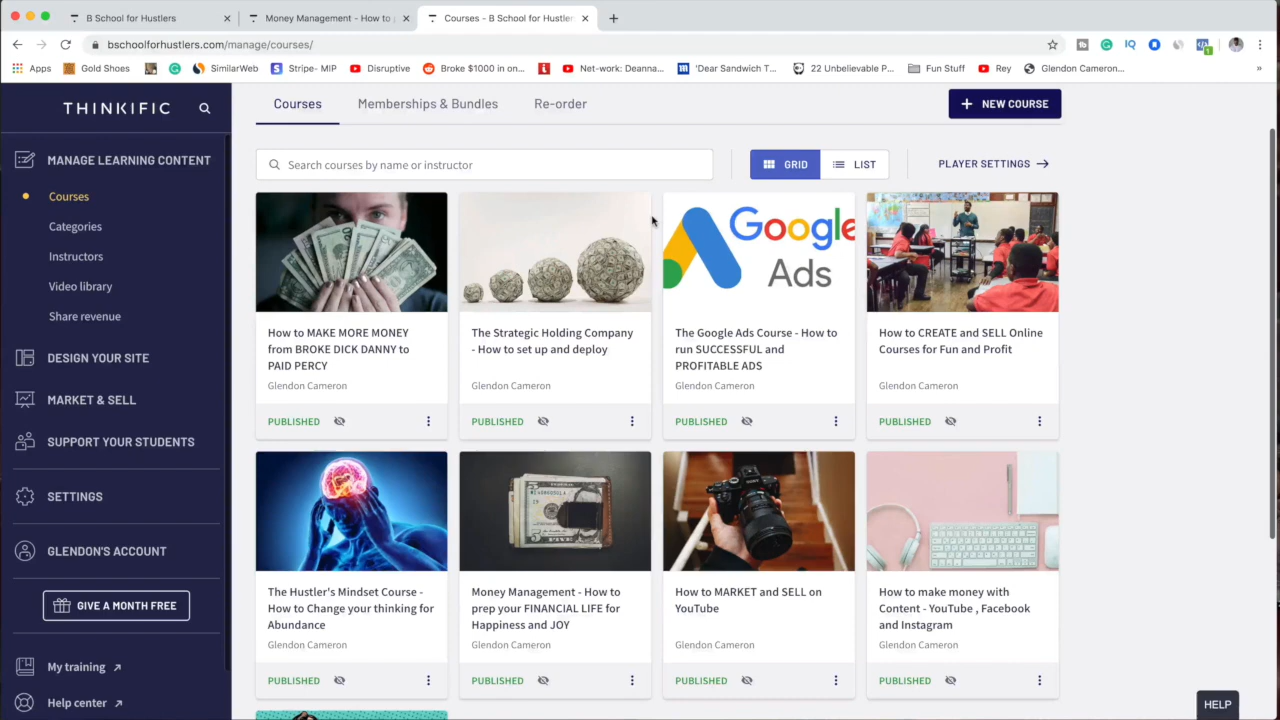 B School for Hustlers
Money Management - How to
Courses - B School for Hustler
bschoolforhustlers.com/manage/courses/
Apps
Gold Shoes
SimilarWeb
Stripe- MIP
Disruptive
Broke $1000 in on...
Net-work: Deanna...
'Dear Sandwich T...
22 Unbelievable P...
Fun Stuff
Rey
Glendon Cameron...
»
THINKIFIC
Courses
Memberships & Bundles
Re-order
+ NEW COURSE
MANAGE LEARNING CONTENT
Search courses by name or instructor
GRID
LIST
PLAYER SETTINGS →
Courses
Categories
Instructors
Video library
Share revenue
DESIGN YOUR SITE
MARKET & SELL
SUPPORT YOUR STUDENTS
SETTINGS
GLENDON'S ACCOUNT
GIVE A MONTH FREE
My training ↗
Help center ↗
Google
Ads
How to MAKE MORE MONEY
from BROKE DICK DANNY to
PAID PERCY
Glendon Cameron
PUBLISHED
The Strategic Holding Company
- How to set up and deploy
Glendon Cameron
PUBLISHED
The Google Ads Course - How to
run SUCCESSFUL and
PROFITABLE ADS
Glendon Cameron
PUBLISHED
How to CREATE and SELL Online
Courses for Fun and Profit
Glendon Cameron
PUBLISHED
The Hustler's Mindset Course -
How to Change your thinking for
Abundance
Glendon Cameron
PUBLISHED
Money Management - How to
prep your FINANCIAL LIFE for
Happiness and JOY
Glendon Cameron
PUBLISHED
How to MARKET and SELL on
YouTube
Glendon Cameron
PUBLISHED
How to make money with
Content - YouTube , Facebook
and Instagram
Glendon Cameron
PUBLISHED
HELP